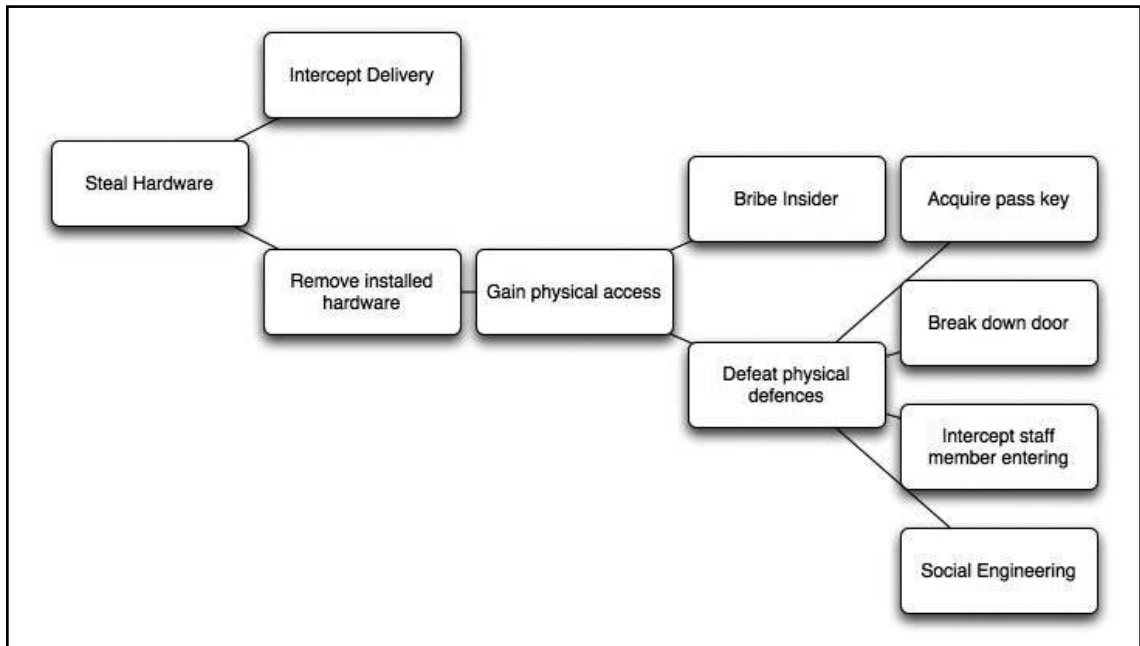 Intercept Delivery
Steal Hardware
Bribe Insider
Acquire pass key
Remove installed
hardware
Gain physical access
Break down door
Defeat physical
defences
Intercept staff
member entering
Social Engineering